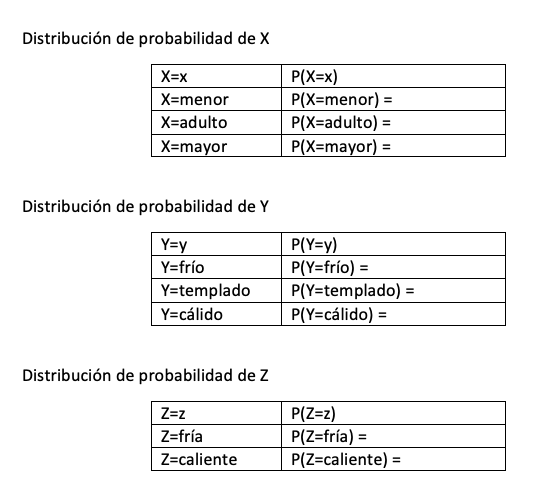 Distribución de probabilidad de X
X=x P(X=x)
X=menor P(X=menor) =
X=adulto P(X=adulto) =
X=mayor P(X=mayor) =
Distribución de probabilidad de Y
Y=y P(Y=y)
Y=frío P(Y=frío) =
Y=templado P(Y=templado) =
Y=cálido P(Y=cálido) =
Distribución de probabilidad de Z
Z=z P(Z=z)
Z=fría P(Z=fría) =
Z=caliente P(Z=caliente) =